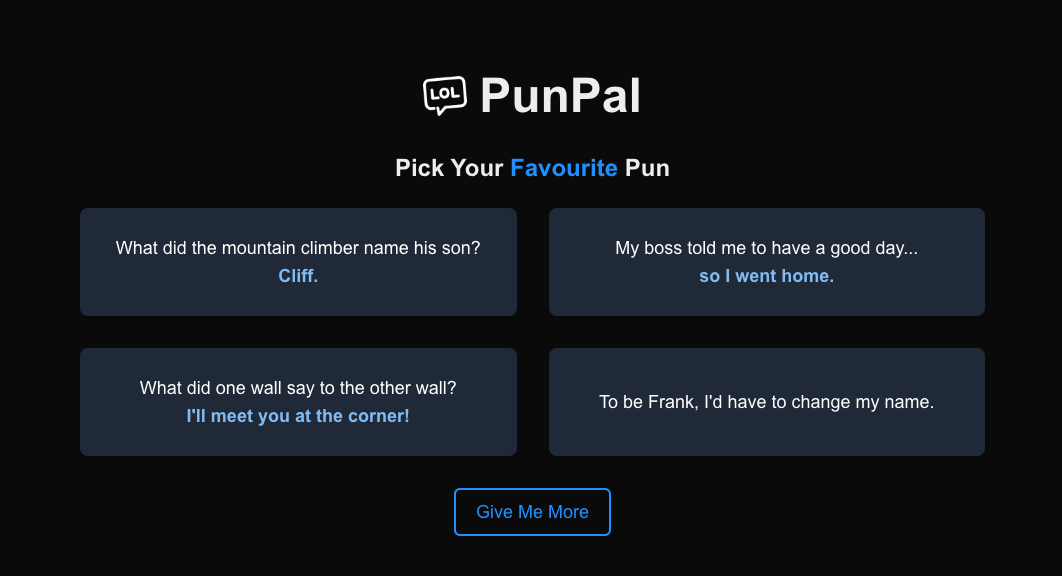 LOL PunPal
Pick Your Favourite Pun
What did the mountain climber name his son?
Cliff.
My boss told me to have a good day...
so I went home.
What did one wall say to the other wall?
I'll meet you at the corner!
To be Frank, I'd have to change my name.
Give Me More